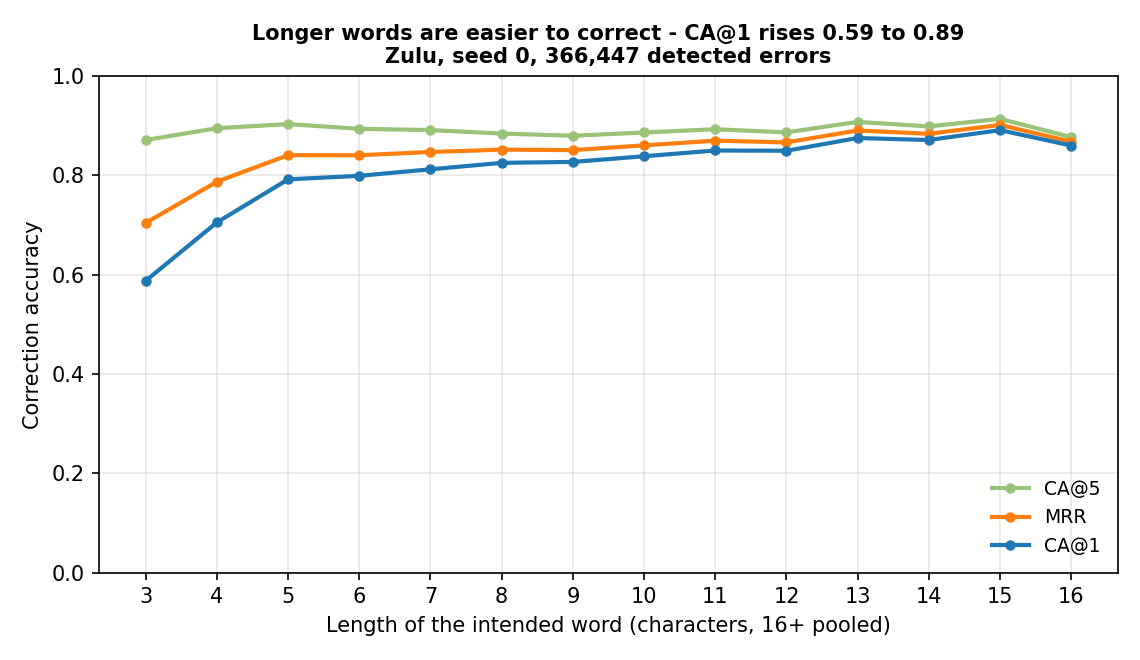 Longer words are easier to correct - CA@1 rises 0.59 to 0.89
Zulu, seed 0, 366,447 detected errors
1.0
0.8
0.6
0.4
0.2
0.0
Correction accuracy
CA@5
MRR
CA@1
3 4 5 6 7 8 9 10 11 12 13 14 15 16
Length of the intended word (characters, 16+ pooled)